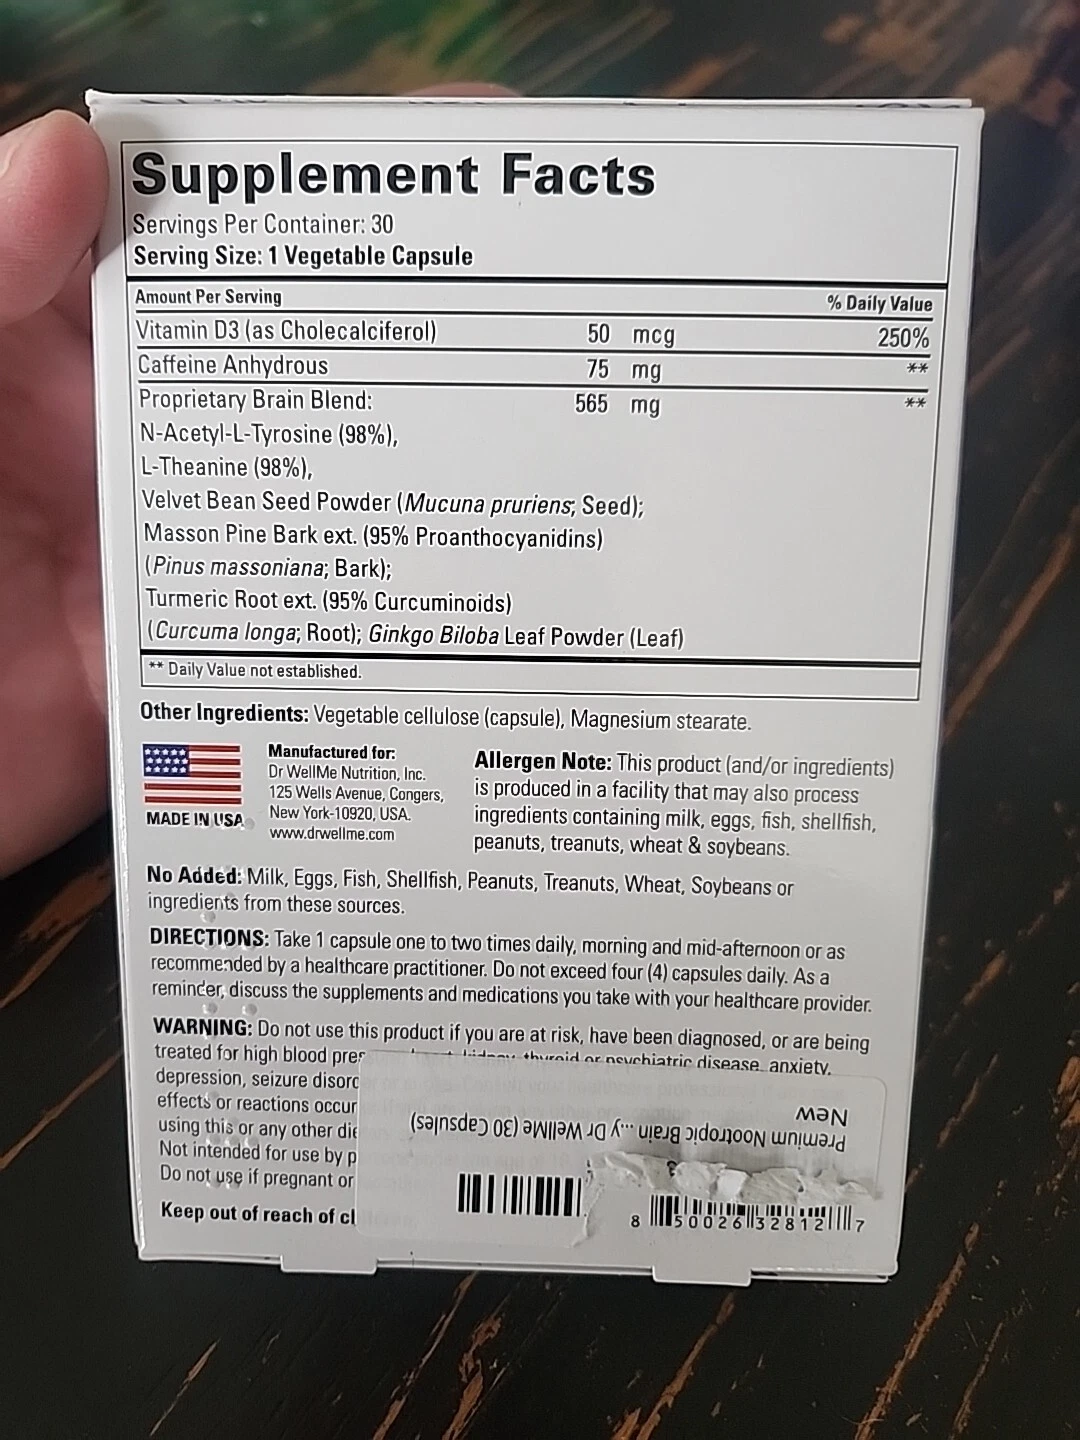 Supplement Facts
Servings Per Container: 30
Serving Size: 1 Vegetable Capsule
Amount Per Serving % Daily Value
Vitamin D3 (as Cholecalciferol) 50 mcg 250%
Caffeine Anhydrous 75 mg **
Proprietary Brain Blend: 565 mg **
N-Acetyl-L-Tyrosine (98%),
L-Theanine (98%),
Velvet Bean Seed Powder (Mucuna pruriens; Seed);
Masson Pine Bark ext. (95% Proanthocyanidins)
(Pinus massoniana; Bark);
Turmeric Root ext. (95% Curcuminoids)
(Curcuma longa; Root); Ginkgo Biloba Leaf Powder (Leaf)
** Daily Value not established.
Other Ingredients: Vegetable cellulose (capsule), Magnesium stearate.
MADE IN USA
Manufactured for:
Dr WellMe Nutrition, Inc.
125 Wells Avenue, Congers,
New York-10920, USA.
www.drwellme.com
Allergen Note: This product (and/or ingredients)
is produced in a facility that may also process
ingredients containing milk, eggs, fish, shellfish,
peanuts, treanuts, wheat & soybeans.
No Added: Milk, Eggs, Fish, Shellfish, Peanuts, Treanuts, Wheat, Soybeans or
ingredients from these sources.
DIRECTIONS: Take 1 capsule one to two times daily, morning and mid-afternoon or as
recommended by a healthcare practitioner. Do not exceed four (4) capsules daily. As a
reminder, discuss the supplements and medications you take with your healthcare provider.
WARNING: Do not use this product if you are at risk, have been diagnosed, or are being
treated for high blood pres kidney, thyroid or psychiatric disease, anxiety,
depression, seizure disorc
effects or reactions occur
using this or any other die
Not intended for use by p
Do not use if pregnant or
Keep out of reach of cl
Premium Nootropic Brain ...y Dr WellMe (30 Capsules)
New
8 50026 32812 7